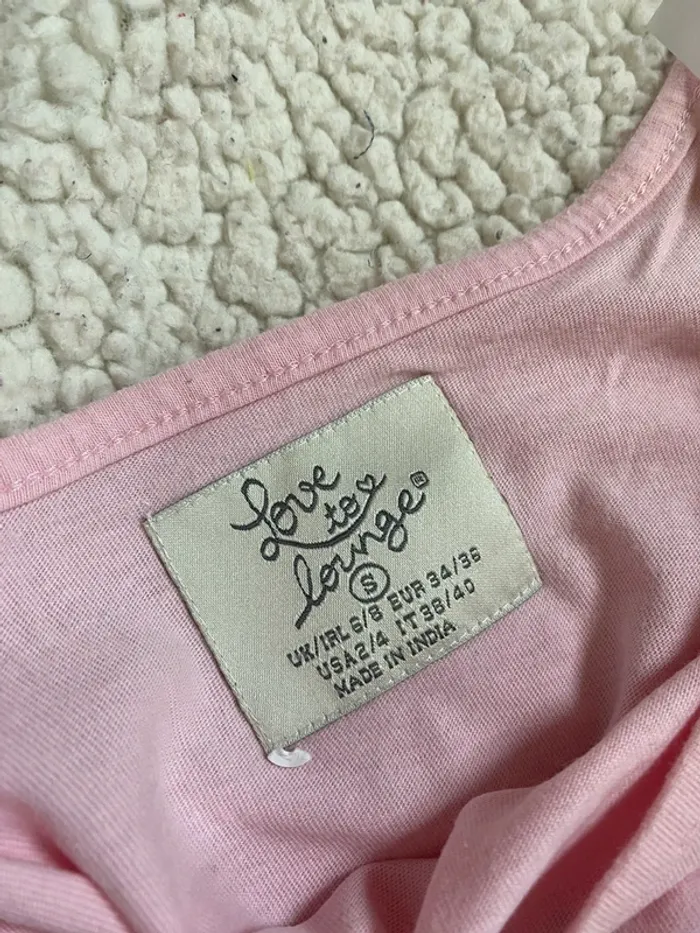 Love
to
lounge
S
UK/IRL 6/8 EUR 34/36
USA 2/4 IT 38/40
MADE IN INDIA